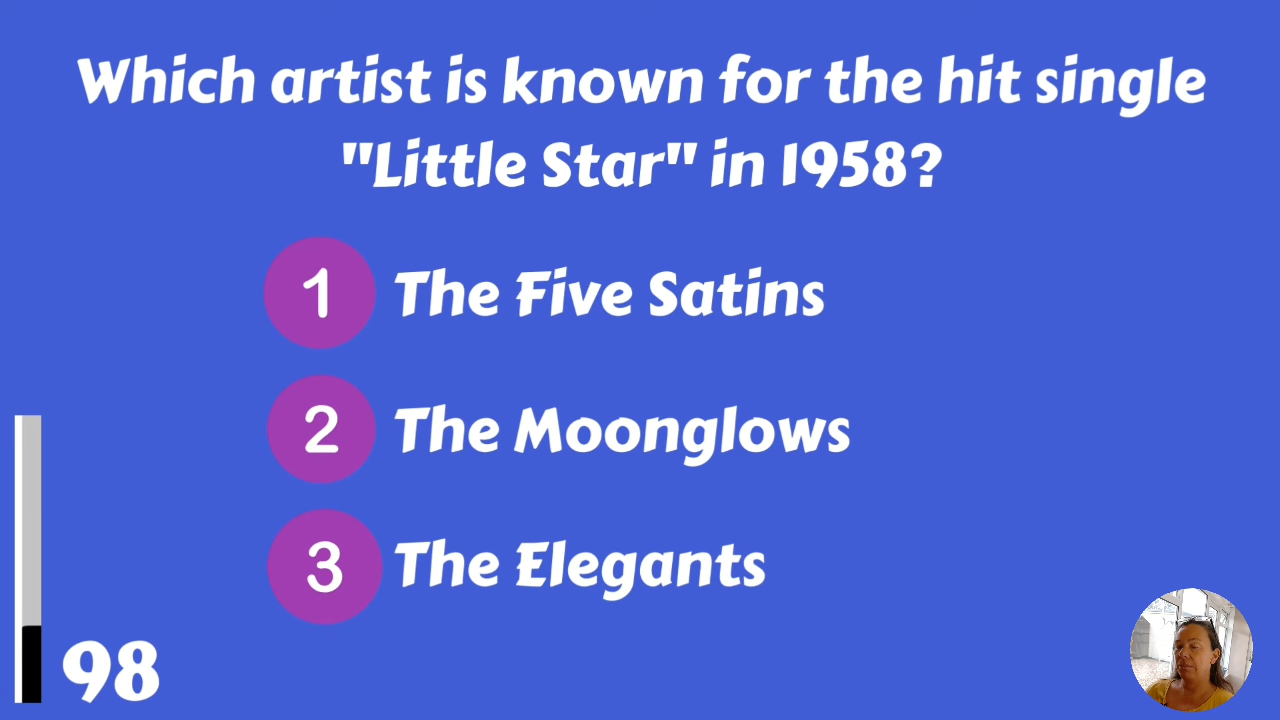 Which artist is known for the hit single
"Little Star" in 1958?
1 The Five Satins
2 The Moonglows
3 The Elegants
98